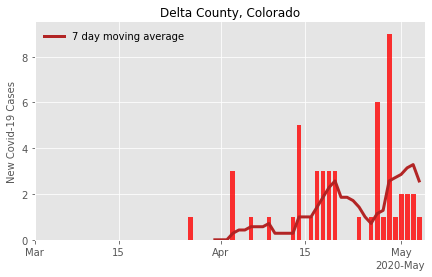 Delta County, Colorado
7 day moving average
New Covid-19 Cases
8
6
4
2
0
Mar
15
Apr
15
May
2020-May